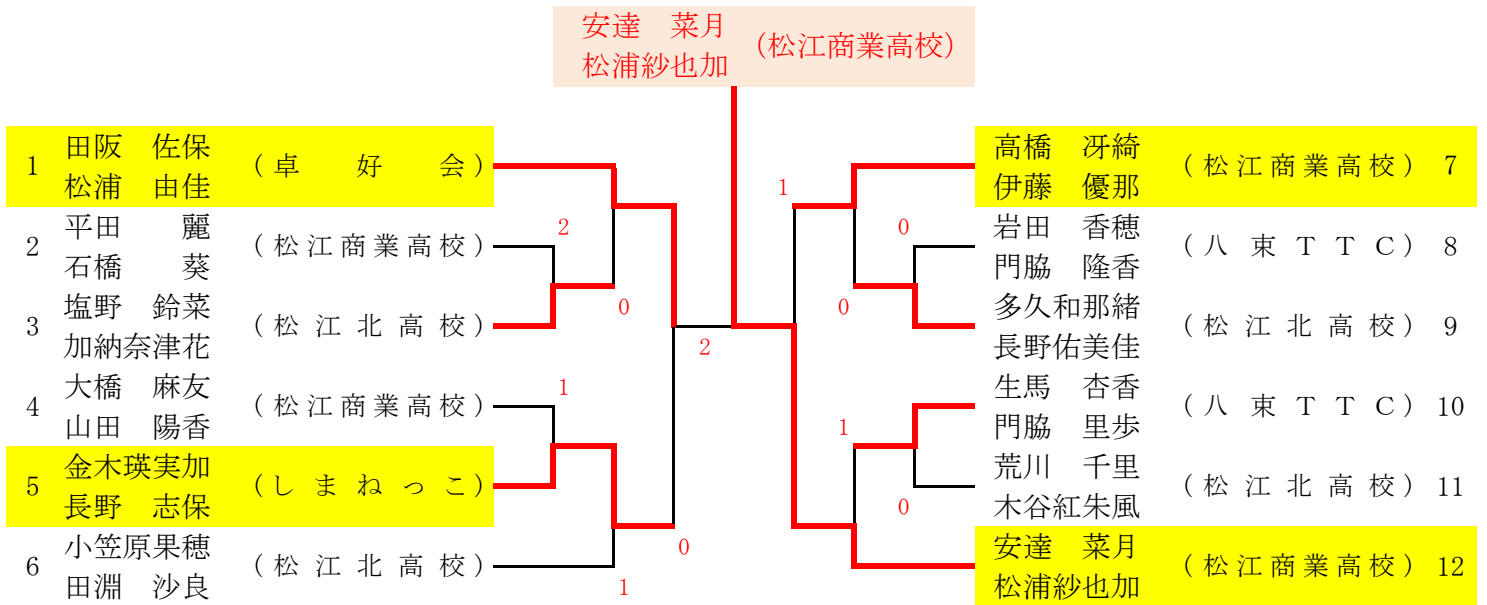 安達　菜月
松浦紗也加
(松江商業高校)
1 田阪　佐保
松浦　由佳
(卓好会)
2 平田　　麗
石橋　　葵
(松江商業高校)
3 塩野　鈴菜
加納奈津花
(松江北高校)
4 大橋　麻友
山田　陽香
(松江商業高校)
5 金木瑛実加
長野　志保
(しまねっこ)
6 小笠原果穂
田淵　沙良
(松江北高校)
2
0
1
0
1
2
1
0
0
1
0
高橋　冴綺
伊藤　優那
(松江商業高校) 7
岩田　香穂
門脇　隆香
(八束TTC) 8
多久和那緒
長野佑美佳
(松江北高校) 9
生馬　杏香
門脇　里歩
(八束TTC) 10
荒川　千里
木谷紅朱風
(松江北高校) 11
安達　菜月
松浦紗也加
(松江商業高校) 12